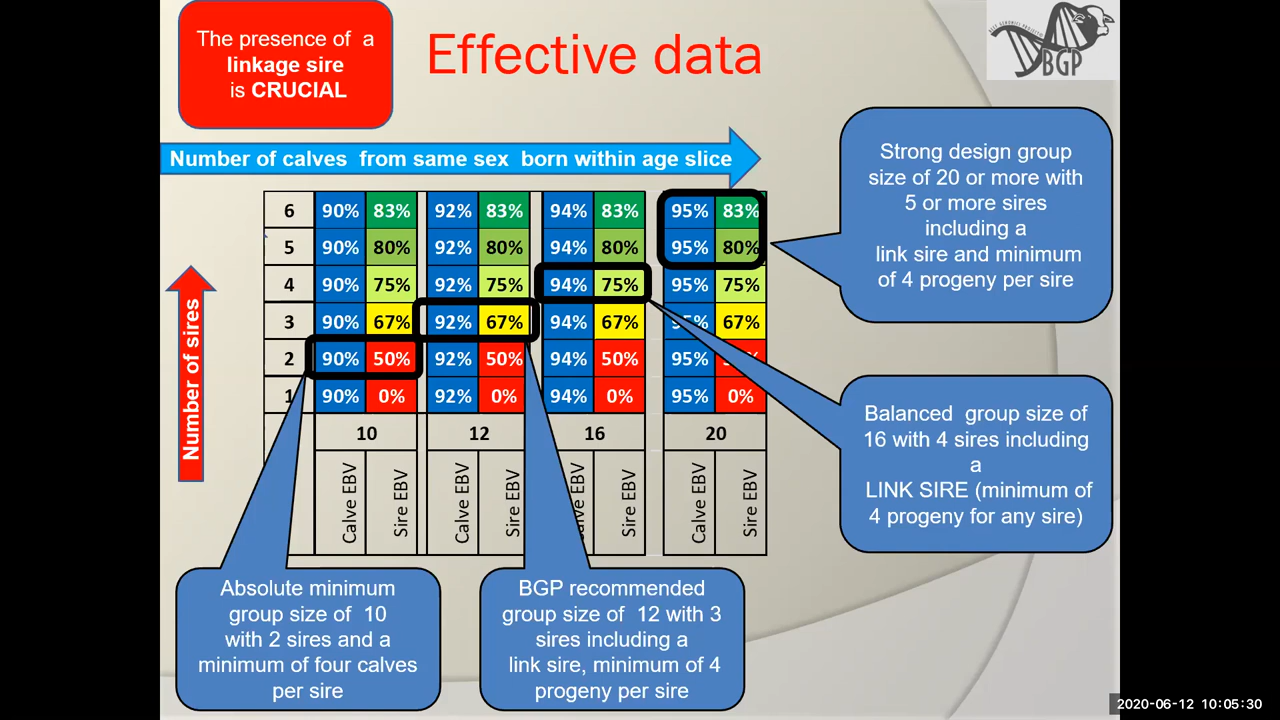 The presence of a
linkage sire
is CRUCIAL
Effective data
BGP
Number of calves from same sex born within age slice
Number of sires
6 90% 83% 92% 83% 94% 83% 95% 83%
5 90% 80% 92% 80% 94% 80% 95% 80%
4 90% 75% 92% 75% 94% 75% 95% 75%
3 90% 67% 92% 67% 94% 67% 95% 67%
2 90% 50% 92% 50% 94% 50% 95%
1 90% 0% 92% 0% 94% 0% 95% 0%
10 12 16 20
Calve EBV Sire EBV Calve EBV Sire EBV Calve EBV Sire EBV Calve EBV Sire EBV
Strong design group
size of 20 or more with
5 or more sires
including a
link sire and minimum
of 4 progeny per sire
Balanced group size of
16 with 4 sires including
a
LINK SIRE (minimum of
4 progeny for any sire)
Absolute minimum
group size of 10
with 2 sires and a
minimum of four calves
per sire
BGP recommended
group size of 12 with 3
sires including a
link sire, minimum of 4
progeny per sire
2020-06-12 10:05:30